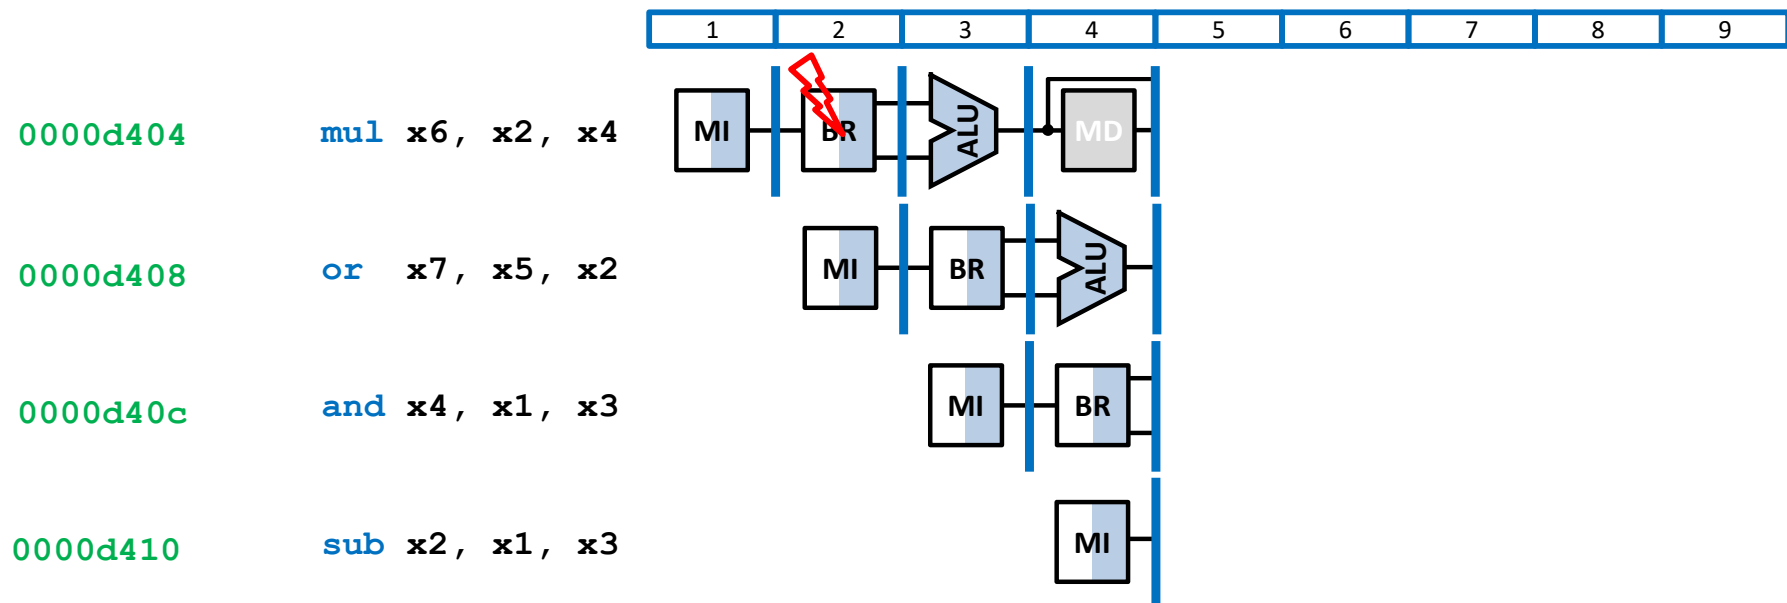 1 2 3 4 5 6 7 8 9
0000d404 mul x6, x2, x4 MI BR ALU MD
0000d408 or x7, x5, x2 MI BR ALU
0000d40c and x4, x1, x3 MI BR
0000d410 sub x2, x1, x3 MI